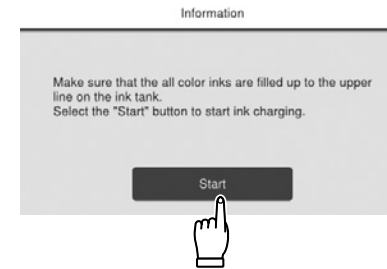 Information
Make sure that the all color inks are filled up to the upper
line on the ink tank.
Select the "Start" button to start ink charging.
Start